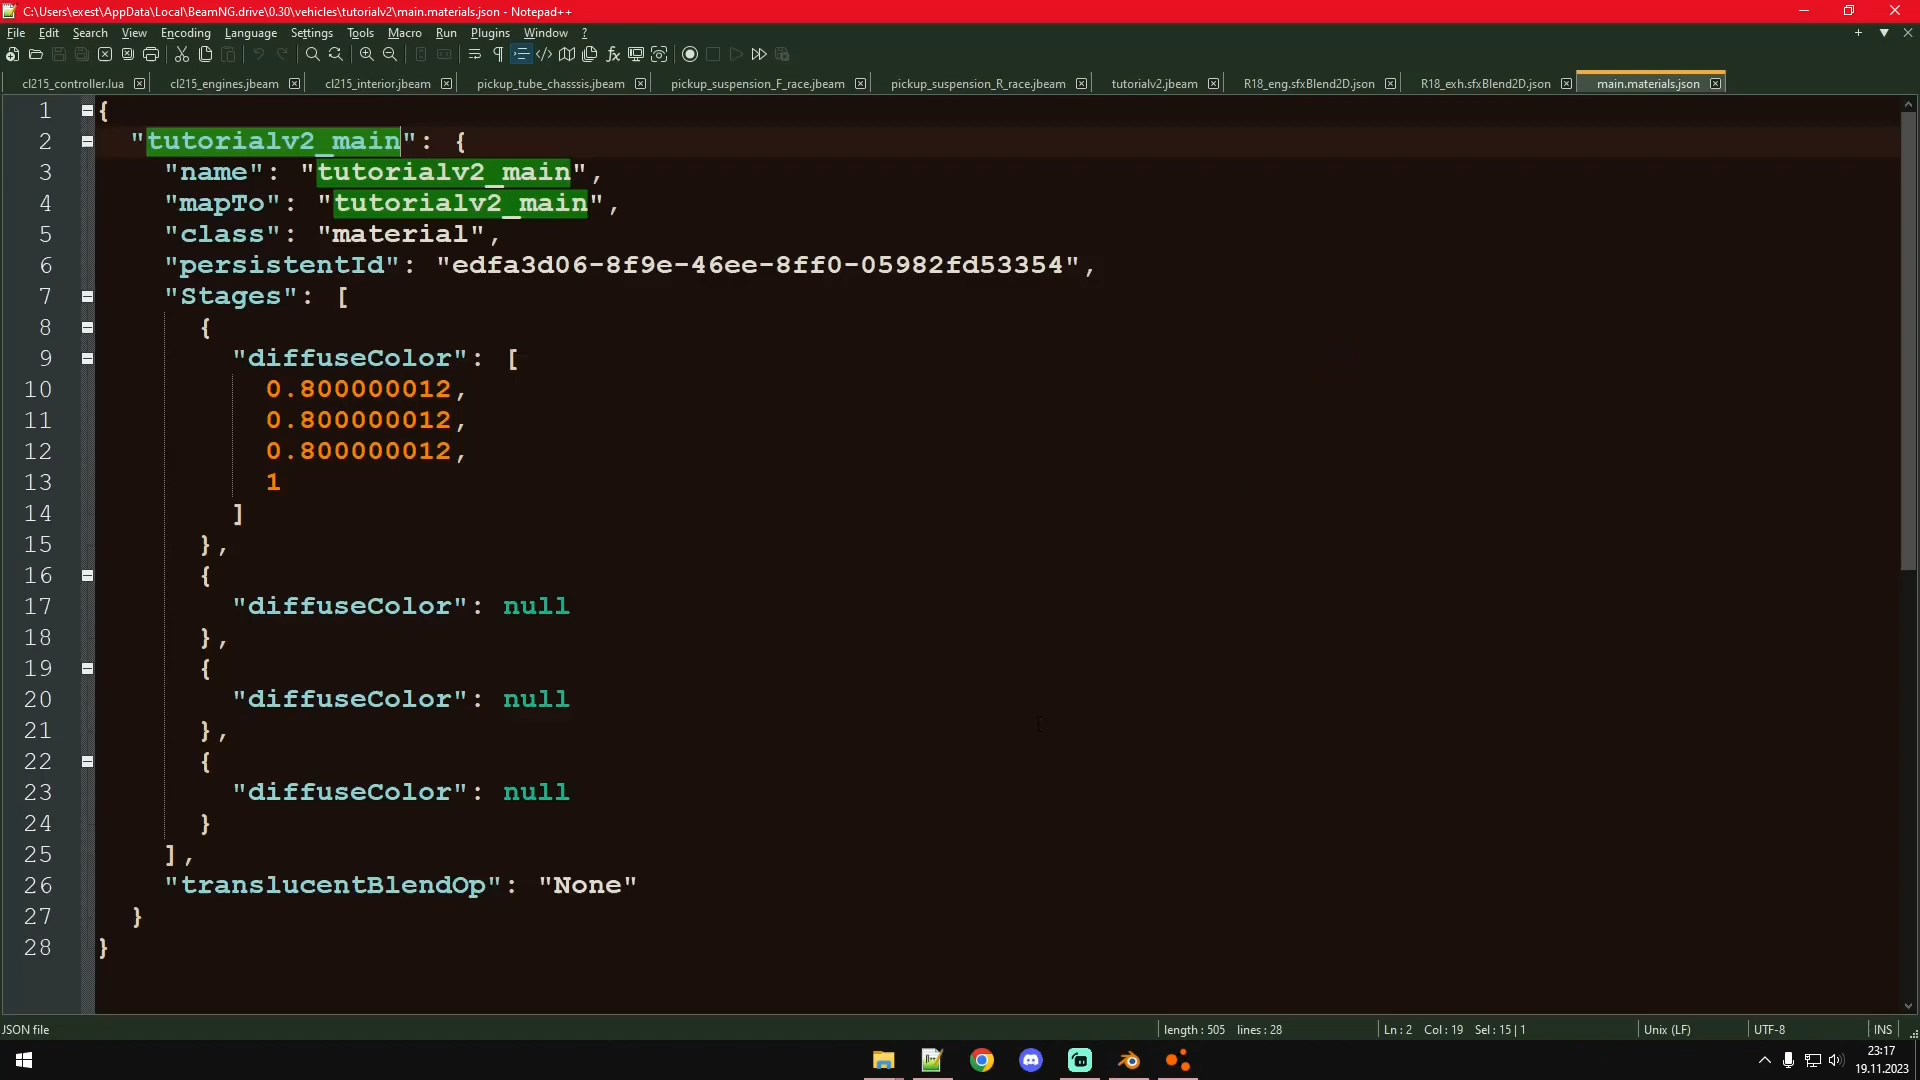 C:\Users\exest\AppData\Local\BeamNG.drive\0.30\vehicles\tutorialv2\main.materials.json - Notepad++
File Edit Search View Encoding Language Settings Tools Macro Run Plugins Window ?
cl215_controller.lua cl215_engines.jbeam cl215_interior.jbeam pickup_tube_chasssis.jbeam pickup_suspension_F_race.jbeam pickup_suspension_R_race.jbeam tutorialv2.jbeam R18_eng.sfxBlend2D.json R18_exh.sfxBlend2D.json main.materials.json
1 {
2 "tutorialv2_main": {
3 "name": "tutorialv2_main",
4 "mapTo": "tutorialv2_main",
5 "class": "material",
6 "persistentId": "edfa3d06-8f9e-46ee-8ff0-05982fd53354",
7 "Stages": [
8 {
9 "diffuseColor": [
10 0.800000012,
11 0.800000012,
12 0.800000012,
13 1
14 ]
15 },
16 {
17 "diffuseColor": null
18 },
19 {
20 "diffuseColor": null
21 },
22 {
23 "diffuseColor": null
24 }
25 ],
26 "translucentBlendOp": "None"
27 }
28 }
JSON file length : 505 lines : 28 Ln : 2 Col : 19 Sel : 15 | 1 Unix (LF) UTF-8 INS
23:17
19.11.2023